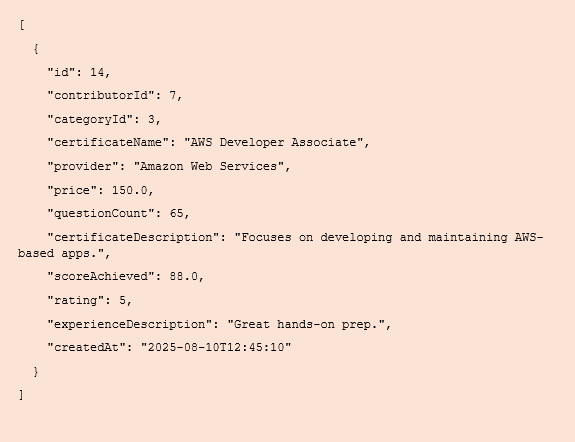 [
  {
    "id": 14,
    "contributorId": 7,
    "categoryId": 3,
    "certificateName": "AWS Developer Associate",
    "provider": "Amazon Web Services",
    "price": 150.0,
    "questionCount": 65,
    "certificateDescription": "Focuses on developing and maintaining AWS-
based apps.",
    "scoreAchieved": 88.0,
    "rating": 5,
    "experienceDescription": "Great hands-on prep.",
    "createdAt": "2025-08-10T12:45:10"
  }
]